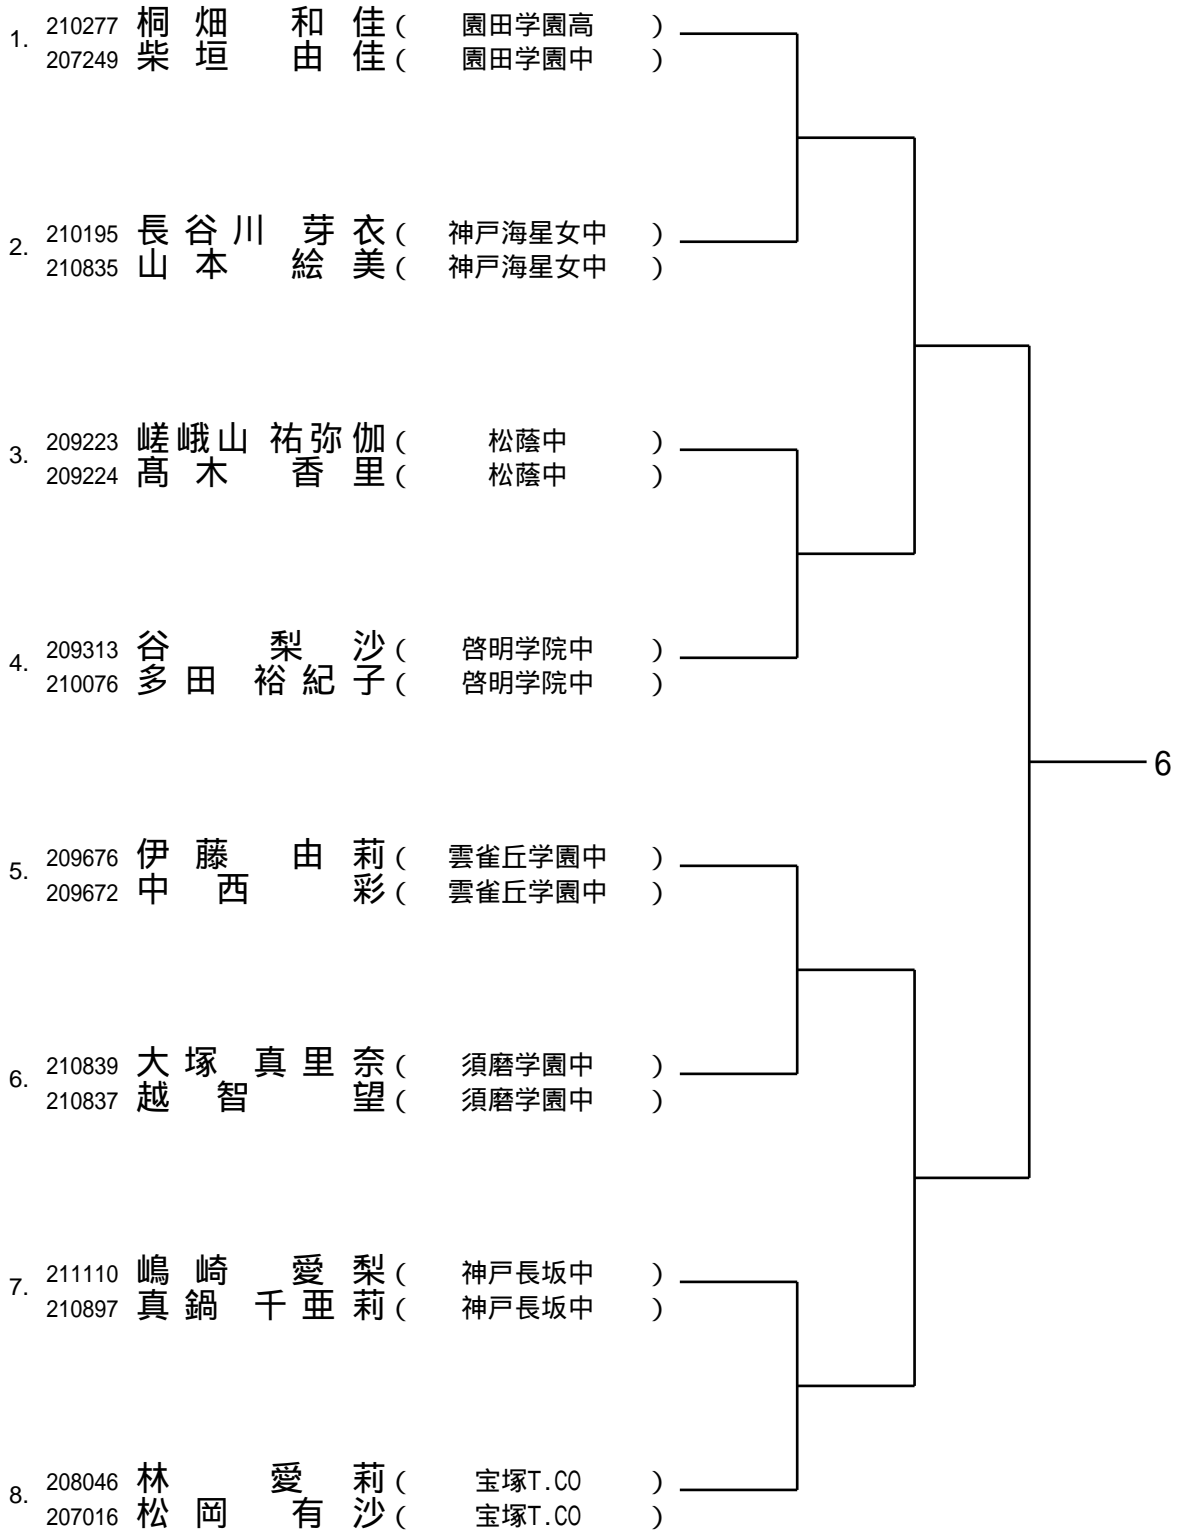 1. 210277 桐畑 和佳 ( 園田学園高 )
207249 柴垣 由佳 ( 園田学園中 )
2. 210195 長谷川 芽衣 ( 神戸海星女中 )
210835 山本 絵美 ( 神戸海星女中 )
3. 209223 嵯峨山 祐弥伽 ( 松蔭中 )
209224 髙木 香里 ( 松蔭中 )
4. 209313 谷 梨沙 ( 啓明学院中 )
210076 多田 裕紀子 ( 啓明学院中 )
6
5. 209676 伊藤 由莉 ( 雲雀丘学園中 )
209672 中西 彩 ( 雲雀丘学園中 )
6. 210839 大塚 真里奈 ( 須磨学園中 )
210837 越智 望 ( 須磨学園中 )
7. 211110 嶋崎 愛梨 ( 神戸長坂中 )
210897 真鍋 千亜莉 ( 神戸長坂中 )
8. 208046 林 愛莉 ( 宝塚T.CO )
207016 松岡 有沙 ( 宝塚T.CO )